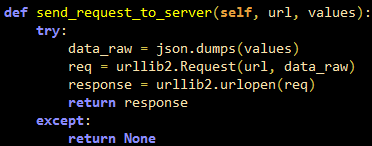 def send_request_to_server(self, url, values):
    try:
        data_raw = json.dumps(values)
        req = urllib2.Request(url, data_raw)
        response = urllib2.urlopen(req)
        return response
    except:
        return None